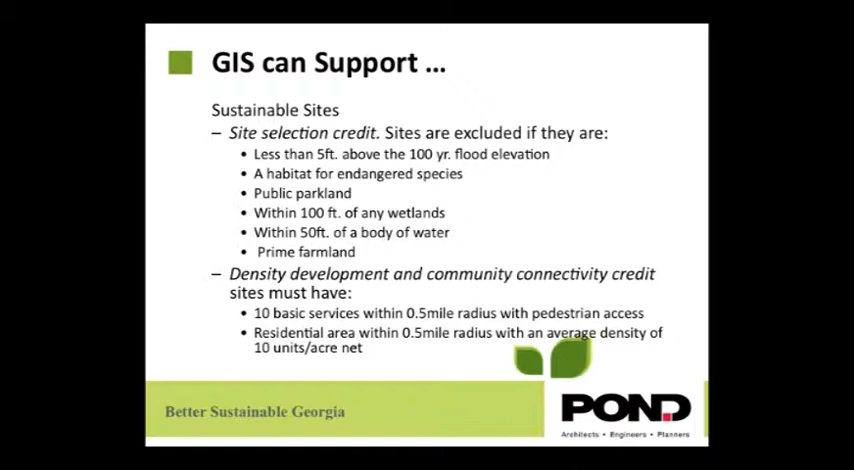 GIS can Support ...
Sustainable Sites
– Site selection credit. Sites are excluded if they are:
• Less than 5ft. above the 100 yr. flood elevation
• A habitat for endangered species
• Public parkland
• Within 100 ft. of any wetlands
• Within 50ft. of a body of water
• Prime farmland
– Density development and community connectivity credit
sites must have:
• 10 basic services within 0.5mile radius with pedestrian access
• Residential area within 0.5mile radius with an average density of
10 units/acre net
Better Sustainable Georgia
POND
Architects • Engineers • Planners